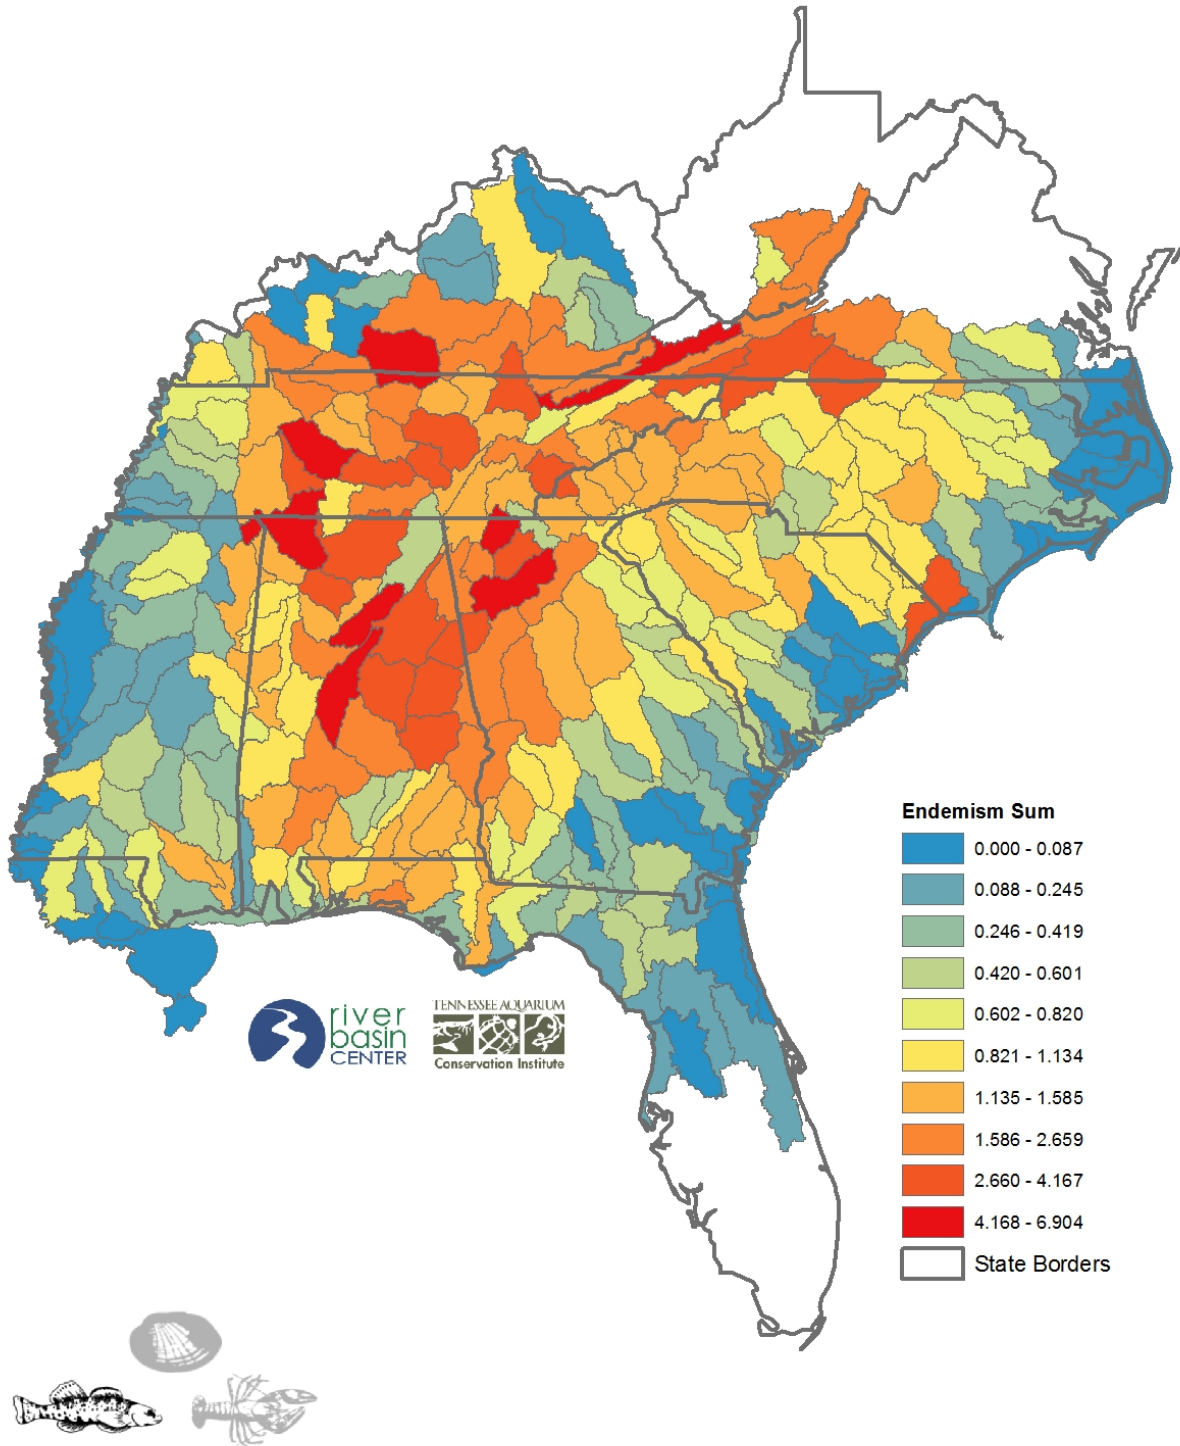 Endemism Sum
0.000 - 0.087
0.088 - 0.245
0.246 - 0.419
0.420 - 0.601
0.602 - 0.820
0.821 - 1.134
1.135 - 1.585
1.586 - 2.659
2.660 - 4.167
4.168 - 6.904
State Borders
river
basin
CENTER
TENNESSEE AQUARIUM
Conservation Institute